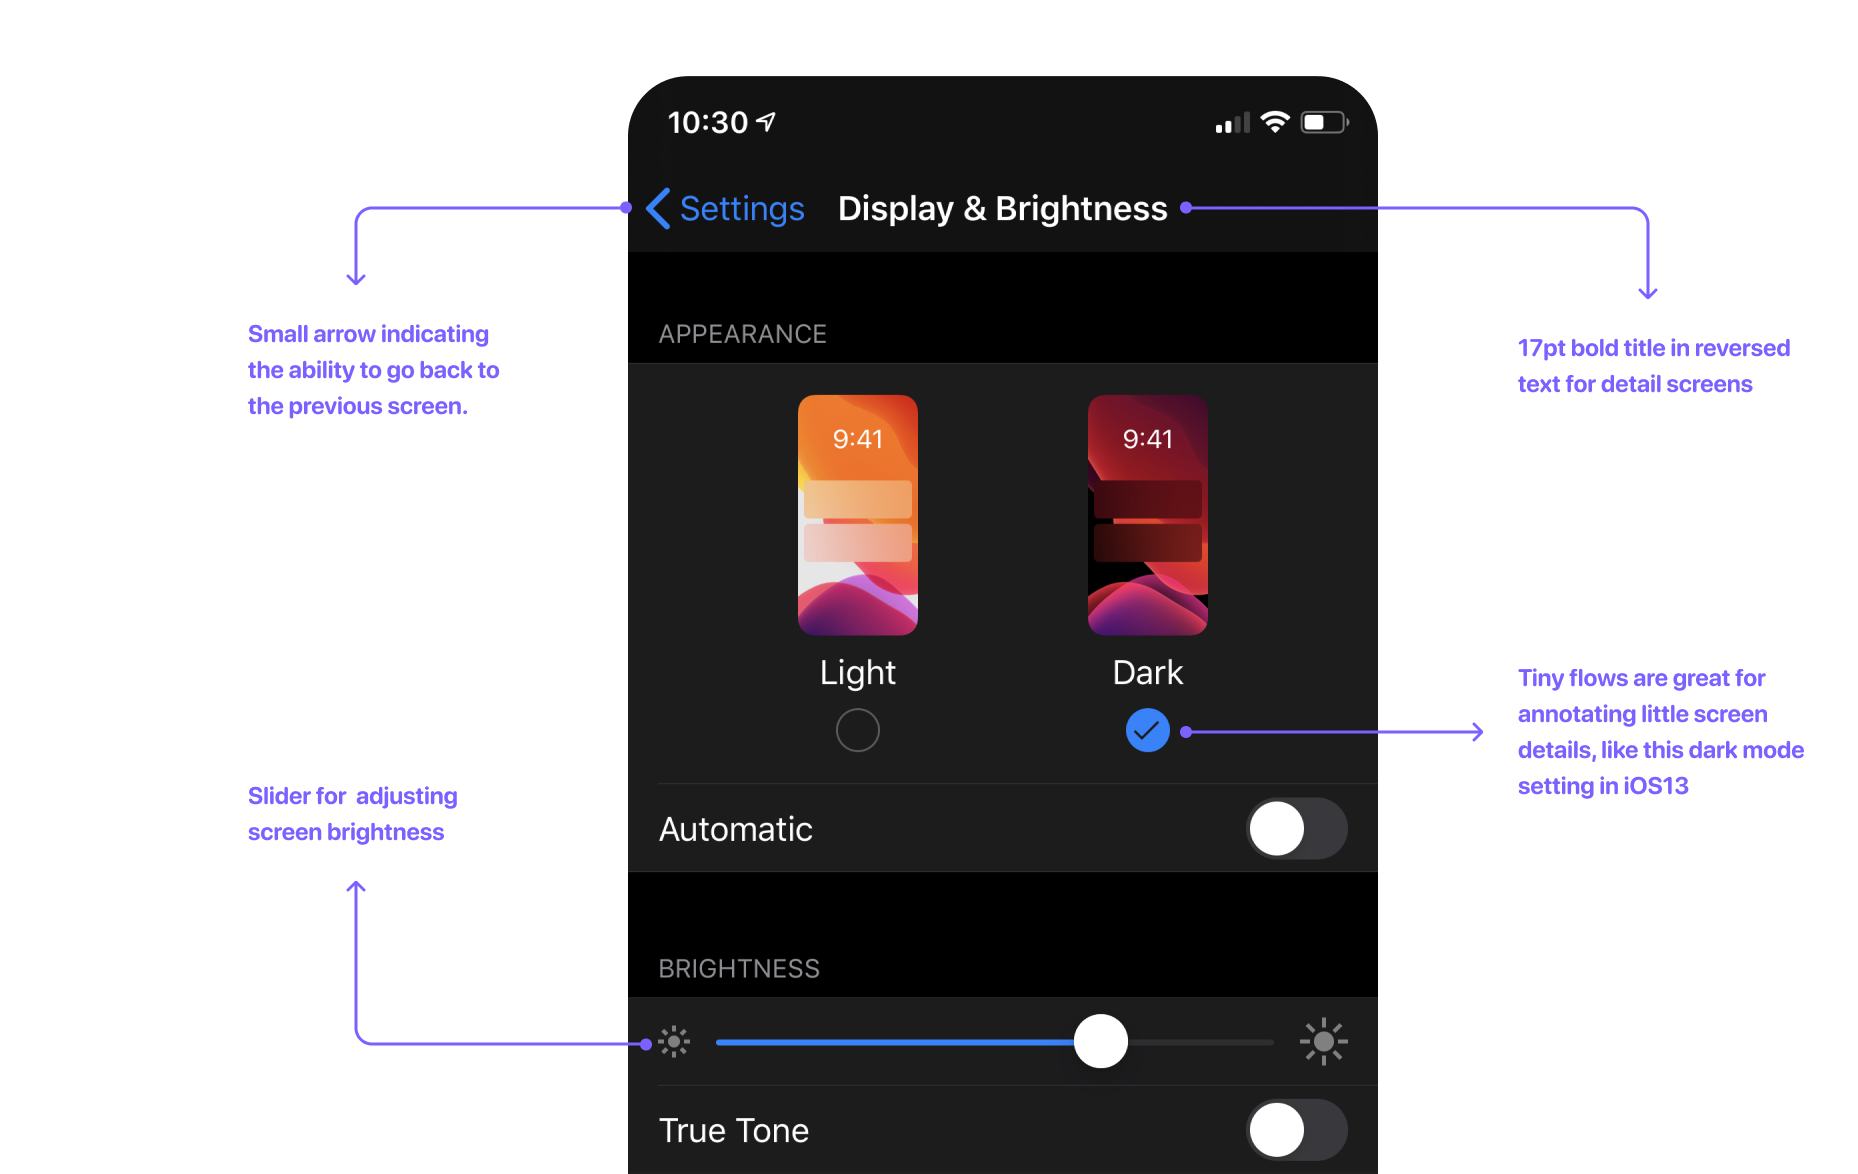 10:30
Settings
Display & Brightness
Small arrow indicating
the ability to go back to
the previous screen.
17pt bold title in reversed
text for detail screens
APPEARANCE
9:41
9:41
Light
Dark
Tiny flows are great for
annotating little screen
details, like this dark mode
setting in iOS13
Slider for  adjusting
screen brightness
Automatic
BRIGHTNESS
True Tone